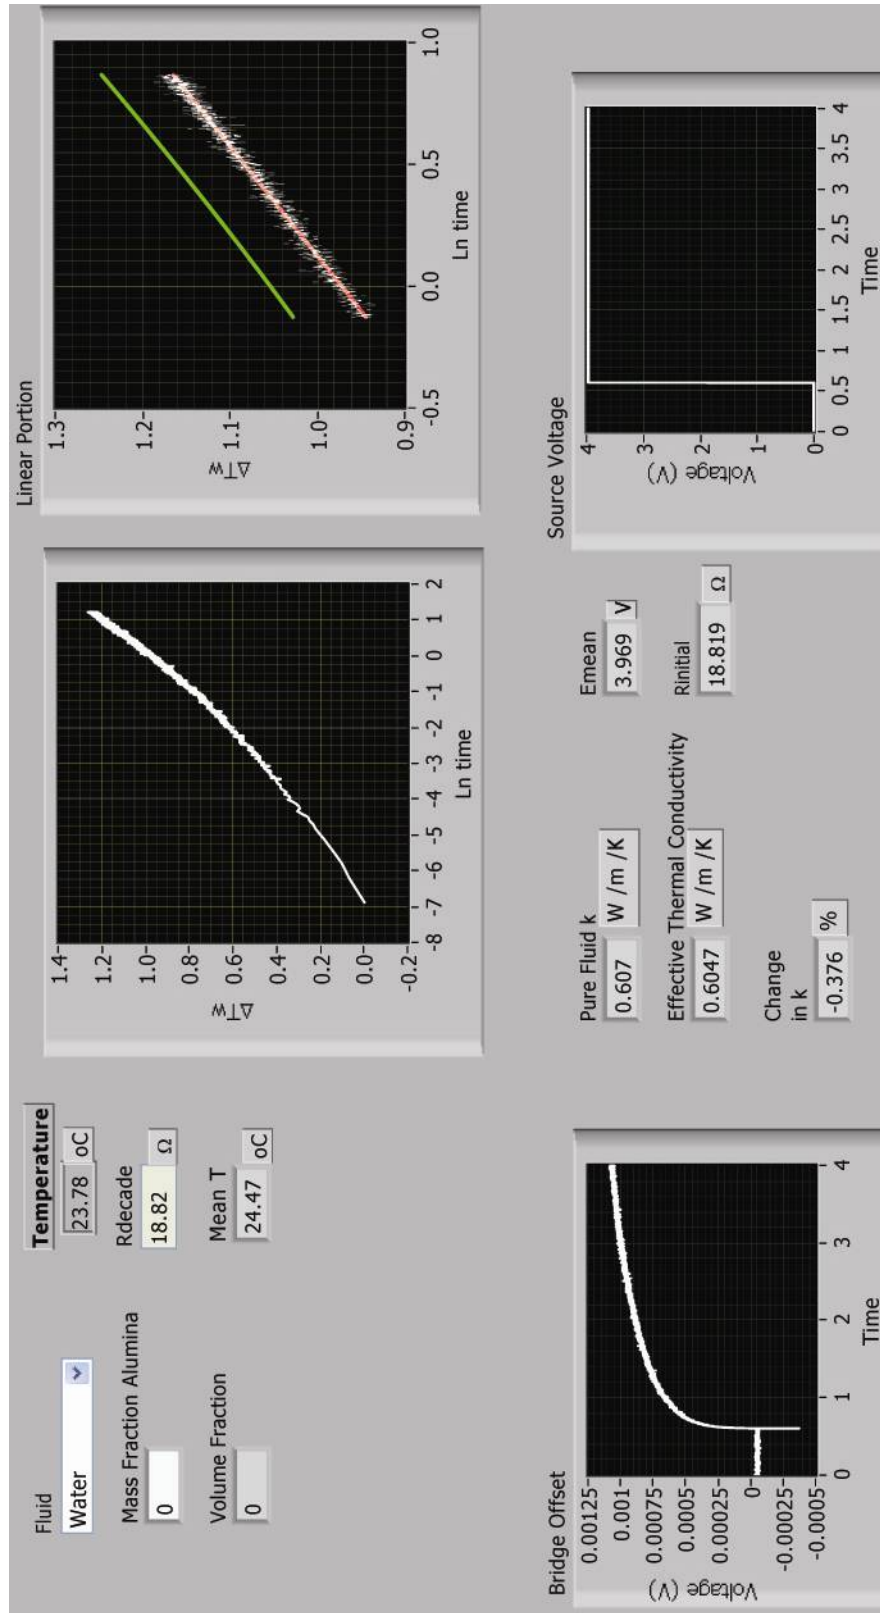 Fluid
Water
Mass Fraction Alumina
0
Volume Fraction
0
Temperature
23.78 oC
Rdecade
18.82 Ω
Mean T
24.47 oC
ΔTw
1.4
1.2
1.0
0.8
0.6
0.4
0.2
0.0
-0.2
-8 -7 -6 -5 -4 -3 -2 -1 0 1 2
Ln time
Linear Portion
ΔTw
1.3
1.2
1.1
1.0
0.9
-0.5 0.0 0.5 1.0
Ln time
Bridge Offset
Voltage (V)
0.00125
0.001
0.00075
0.0005
0.00025
0
-0.00025
-0.0005
0 1 2 3 4
Time
Pure Fluid k
0.607 W /m /K
Effective Thermal Conductivity
0.6047 W /m /K
Change
in k
-0.376 %
Emean
3.969 V
Rinitial
18.819 Ω
Source Voltage
Voltage (V)
4
3
2
1
0
0 0.5 1 1.5 2 2.5 3 3.5 4
Time